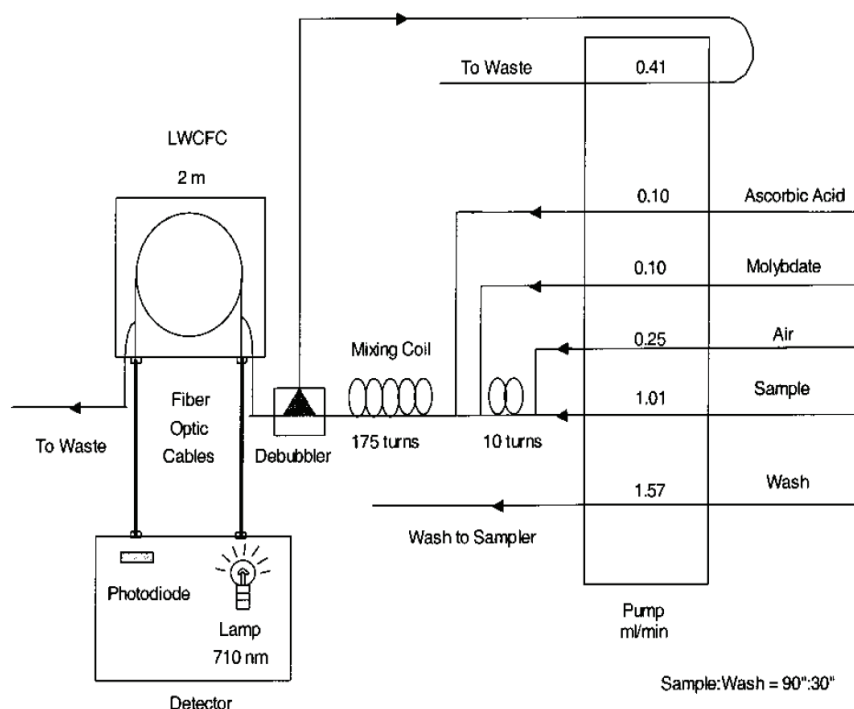 To Waste
0.41
LWCFC
2 m
0.10
Ascorbic Acid
0.10
Molybdate
0.25
Air
Mixing Coil
1.01
Sample
To Waste
Fiber
Optic
Cables
Debubbler
175 turns
10 turns
1.57
Wash
Wash to Sampler
Photodiode
Lamp
710 nm
Pump
ml/min
Detector
Sample:Wash = 90":30"